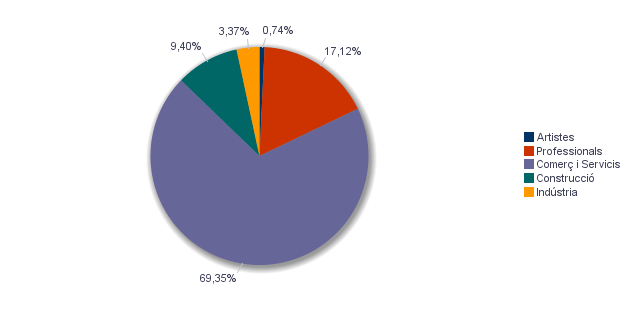 3,37%
0,74%
9,40%
17,12%
69,35%
Artistes
Professionals
Comerç i Servicis
Construcció
Indústria